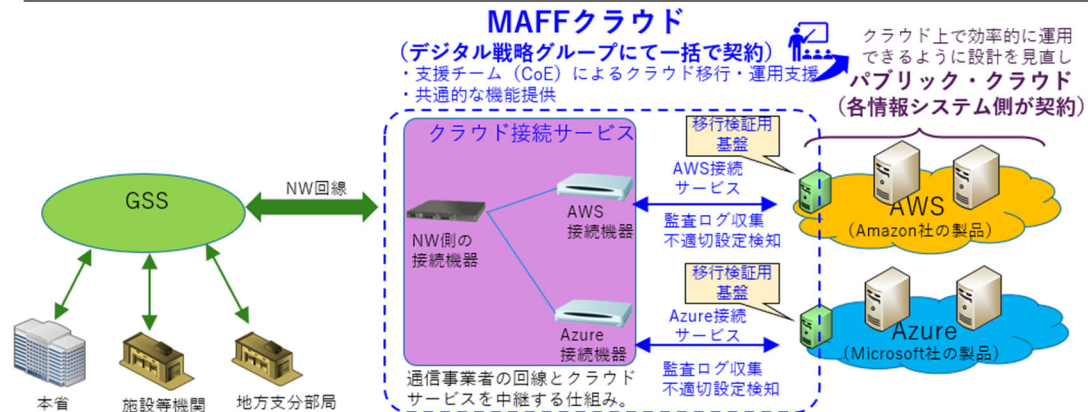 MAFFクラウド
(デジタル戦略グループにて一括で契約)
・支援チーム（CoE）によるクラウド移行・運用支援
・共通的な機能提供
クラウド上で効率的に運用
できるように設計を見直し
パブリック・クラウド
(各情報システム側が契約)
クラウド接続サービス
移行検証用
基盤
AWS接続
サービス
GSS
NW回線
NW側の
接続機器
AWS
接続機器
監査ログ収集
不適切設定検知
AWS
(Amazon社の製品)
移行検証用
基盤
Azure接続
サービス
Azure
接続機器
Azure
(Microsoft社の製品)
監査ログ収集
不適切設定検知
通信事業者の回線とクラウド
サービスを中継する仕組み。
本省
施設等機関
地方支分部局